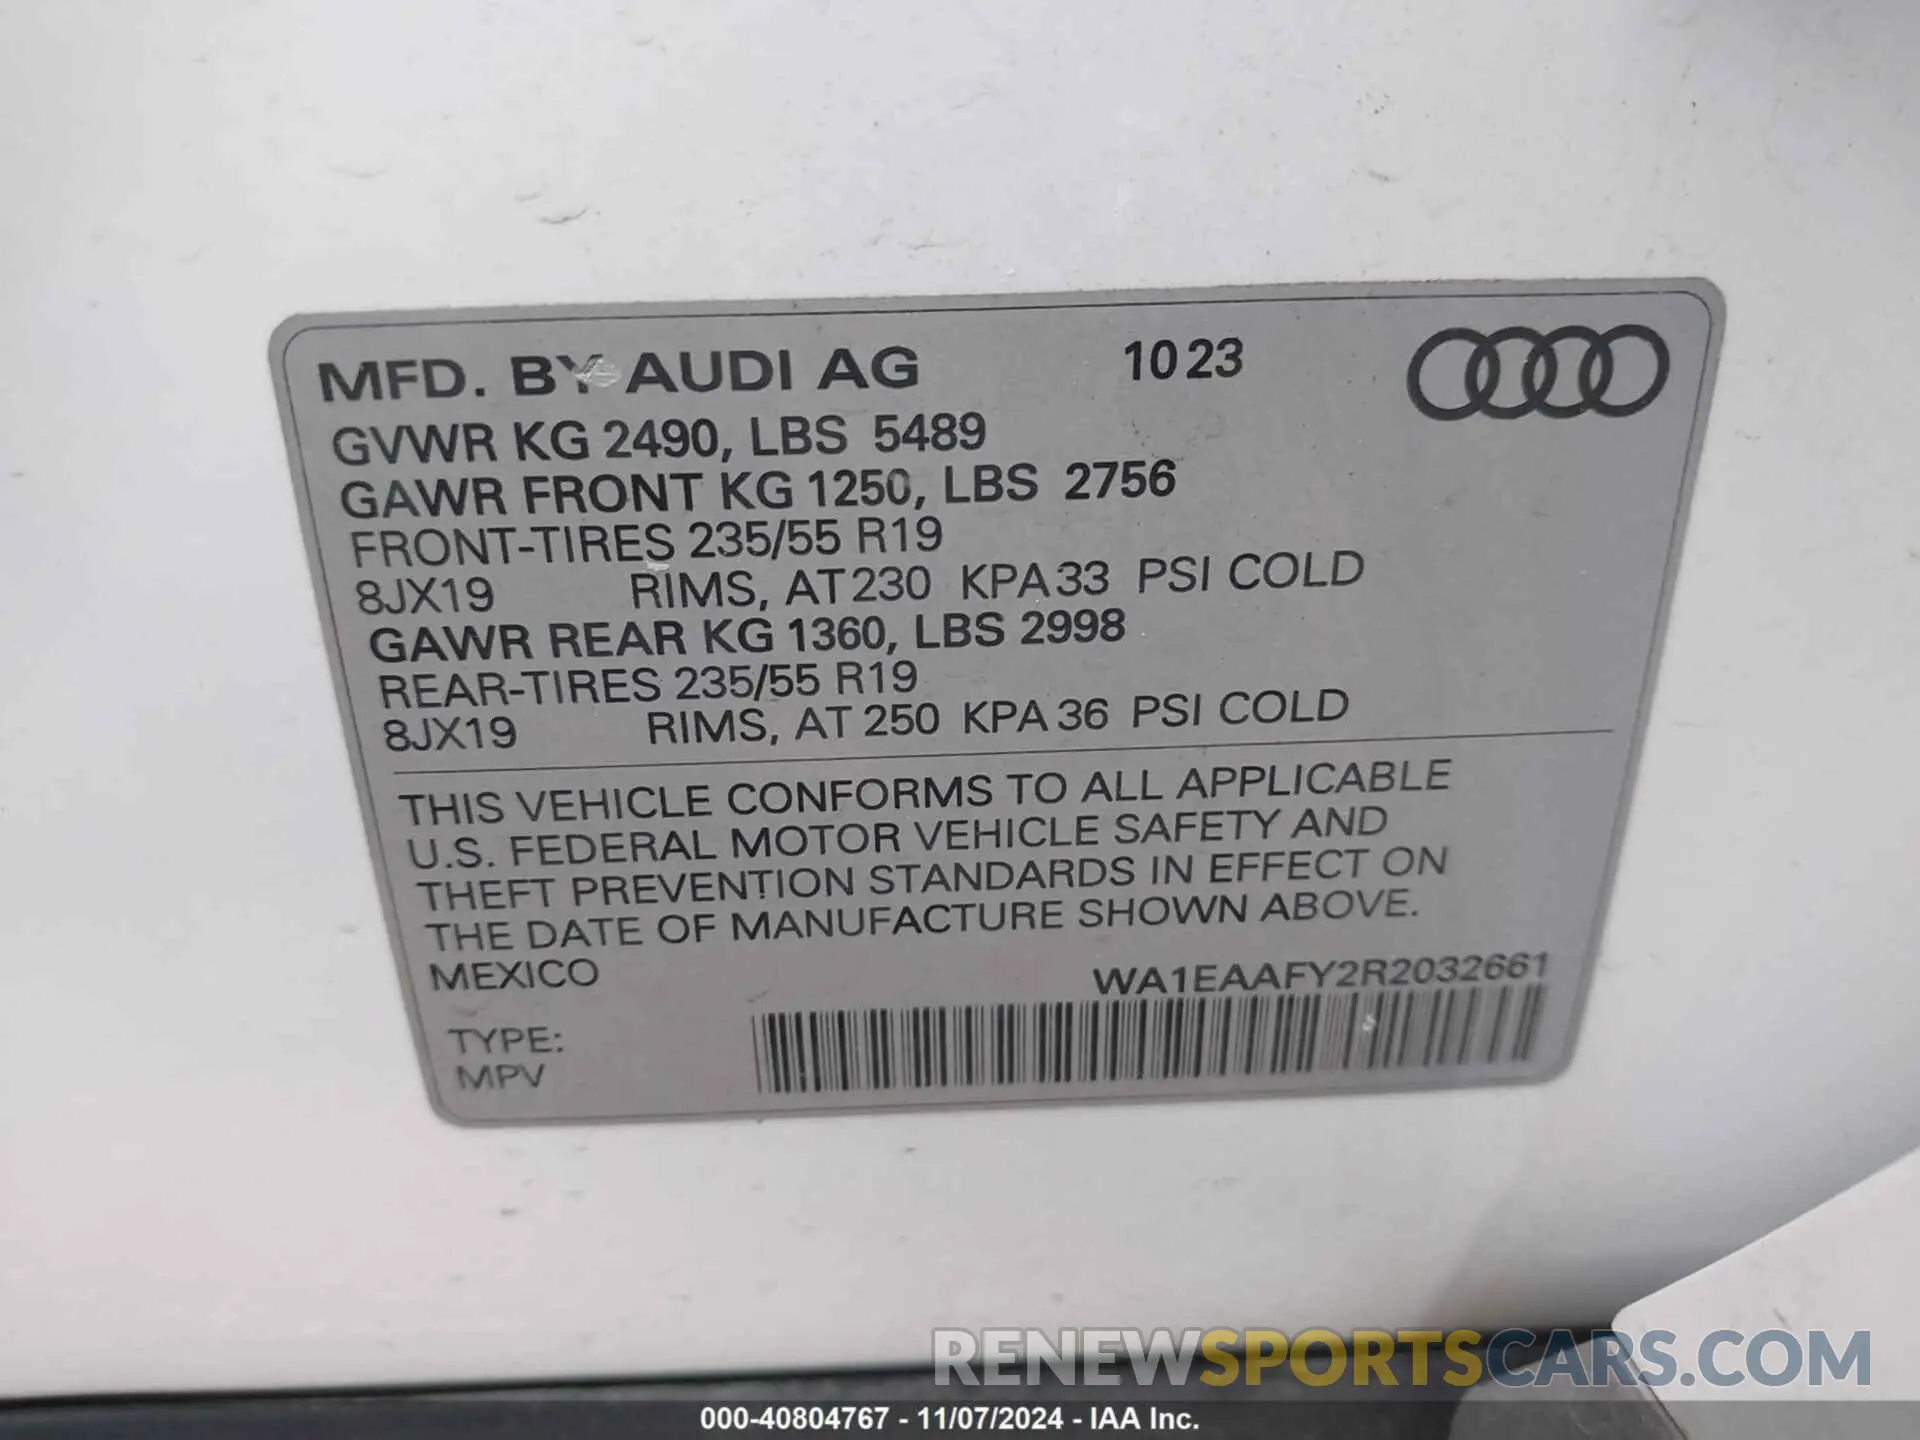 MFD. BY AUDI AG 10 23
GVWR KG 2490, LBS 5489
GAWR FRONT KG 1250, LBS 2756
FRONT-TIRES 235/55 R19
8JX19 RIMS, AT 230 KPA 33 PSI COLD
GAWR REAR KG 1360, LBS 2998
REAR-TIRES 235/55 R19
8JX19 RIMS, AT 250 KPA 36 PSI COLD
THIS VEHICLE CONFORMS TO ALL APPLICABLE
U.S. FEDERAL MOTOR VEHICLE SAFETY AND
THEFT PREVENTION STANDARDS IN EFFECT ON
THE DATE OF MANUFACTURE SHOWN ABOVE.
MEXICO WA1EAAFY2R2032661
TYPE:
MPV
RENEWSPORTSCARS.COM
000-40804767 - 11/07/2024 - IAA Inc.